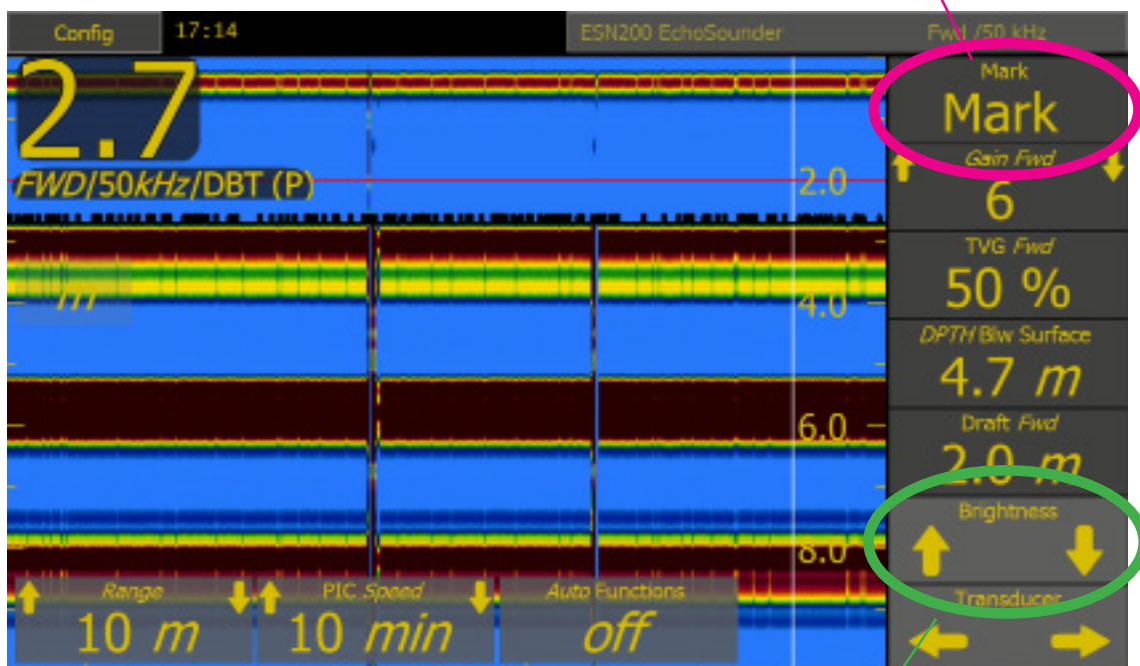 Config 17:14 ESN200 EchoSounder Fwd /50 kHz
2.7
FWD/50kHz/DBT (P)
m
2.0
4.0
6.0
8.0
Mark
Mark
Gain Fwd
6
TVG Fwd
50 %
DPTH Blw Surface
4.7 m
Draft Fwd
2.0 m
Brightness
Transducer
Range
10 m
PIC Speed
10 min
Auto Functions
off